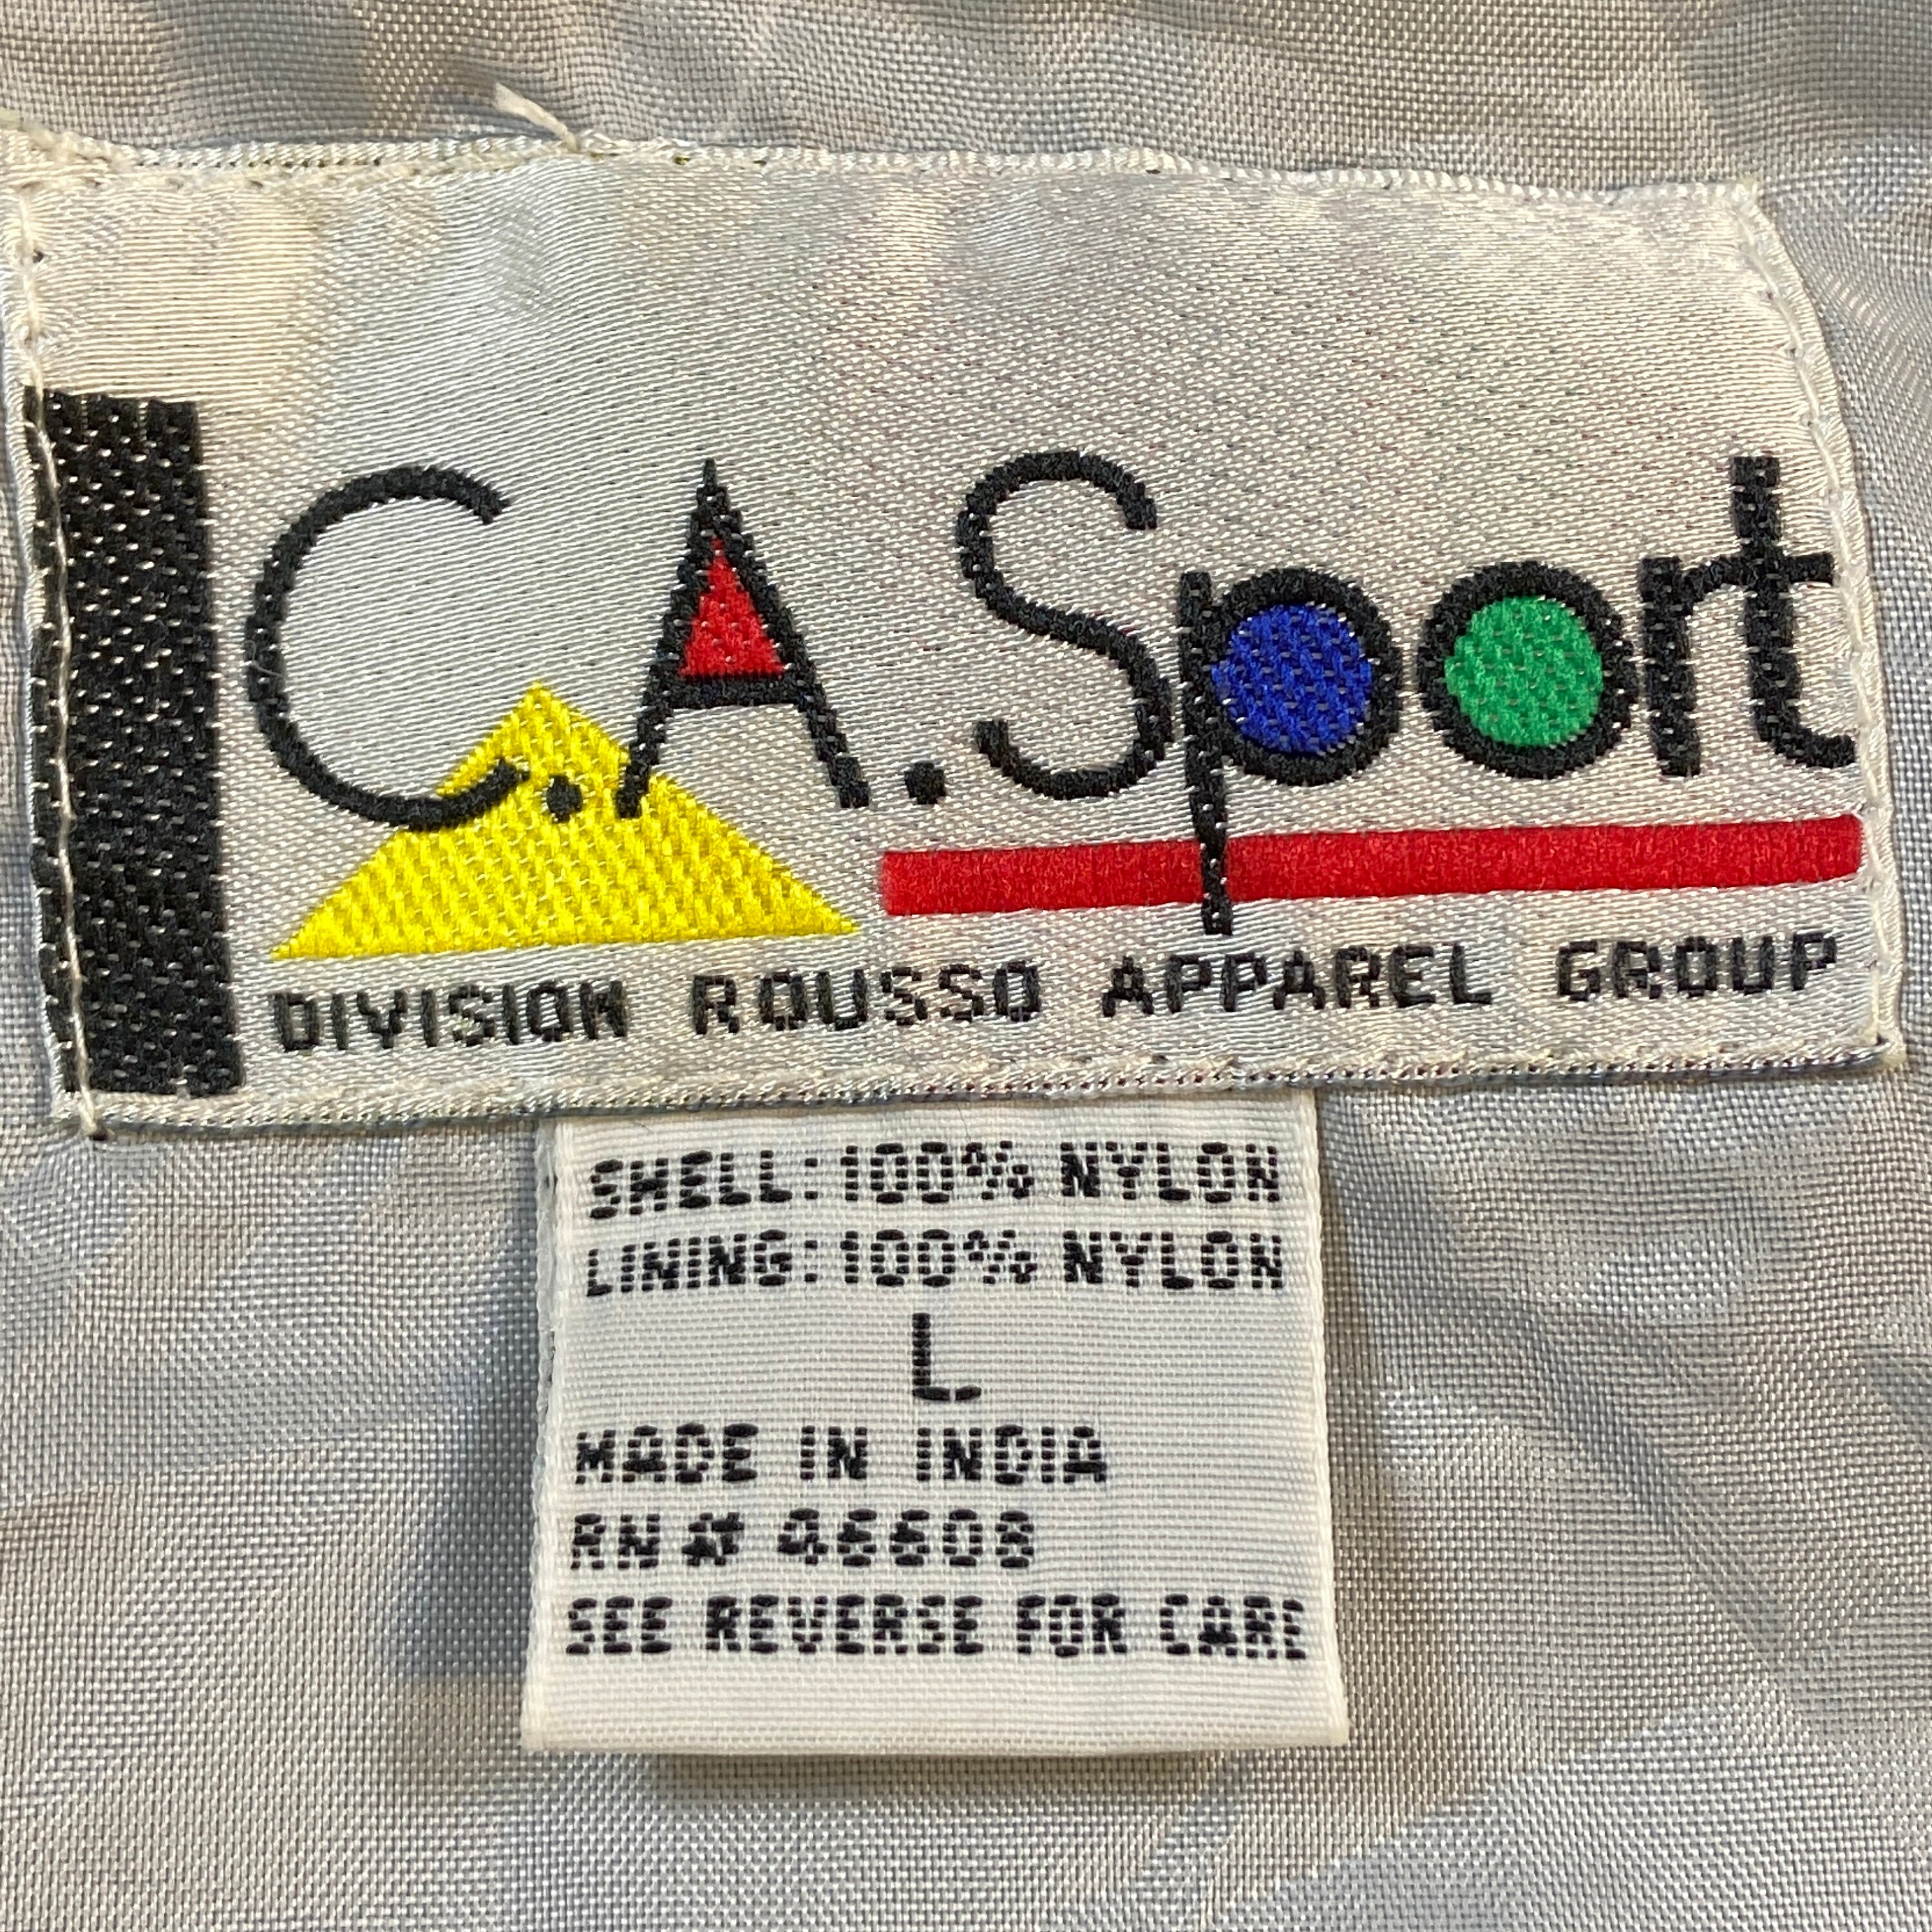 C.A.Sport
DIVISION ROUSSO APPAREL GROUP
SHELL:100% NYLON
LINING:100% NYLON
L
MADE IN INDIA
RN # 46608
SEE REVERSE FOR CARE